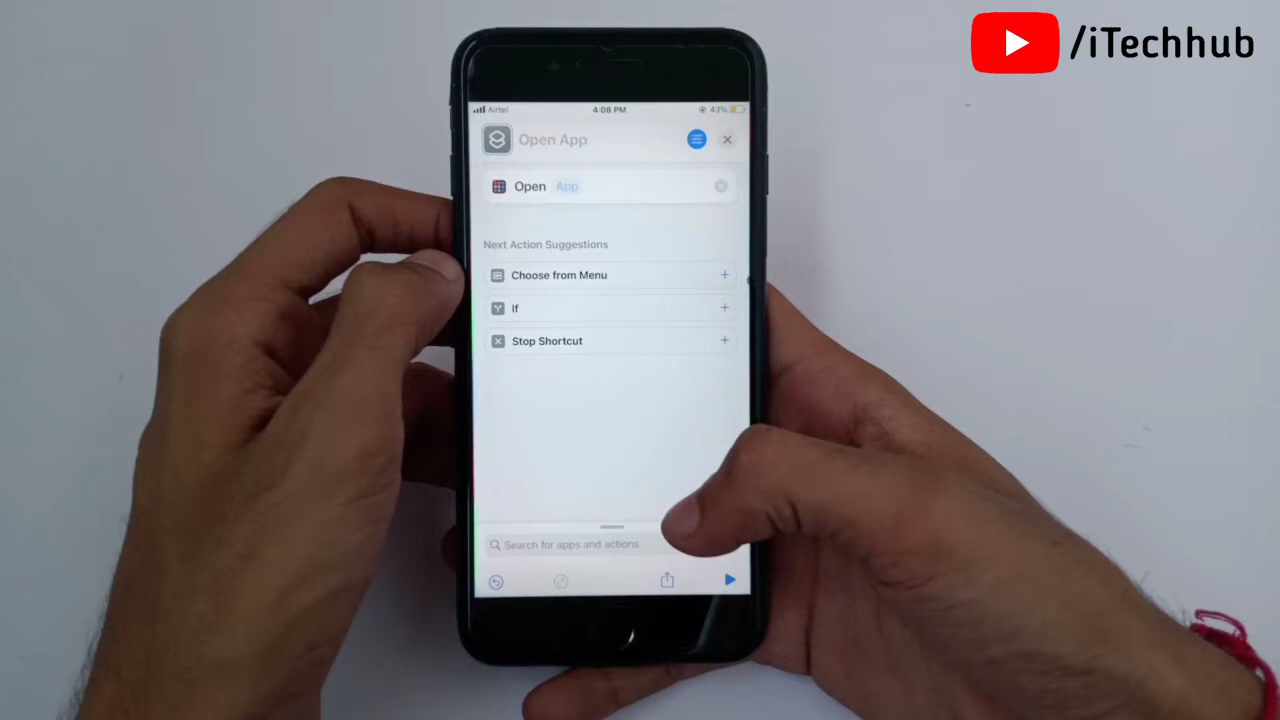 /iTechhub
Airtel 4:08 PM 43%
Open App
Open App
Next Action Suggestions
Choose from Menu
If
Stop Shortcut
Search for apps and actions